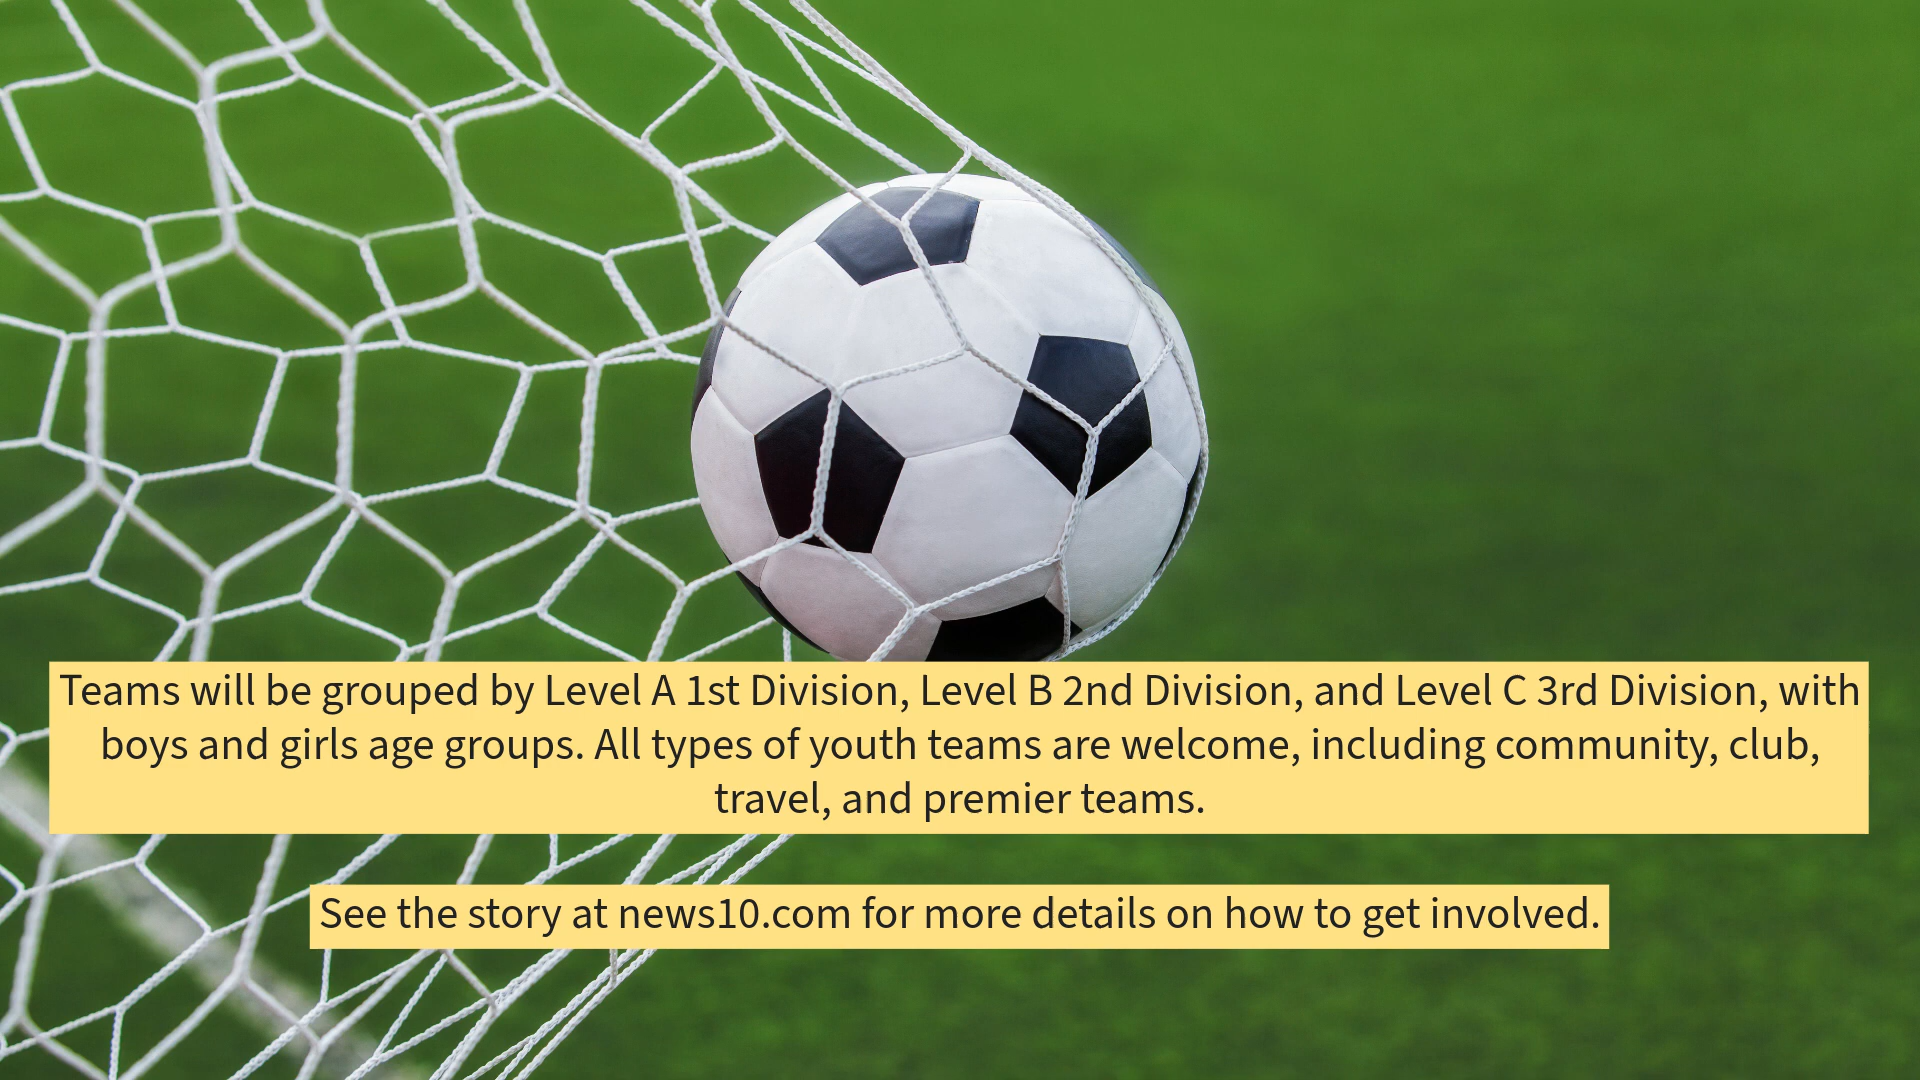 Teams will be grouped by Level A 1st Division, Level B 2nd Division, and Level C 3rd Division, with
boys and girls age groups. All types of youth teams are welcome, including community, club,
travel, and premier teams.
See the story at news10.com for more details on how to get involved.